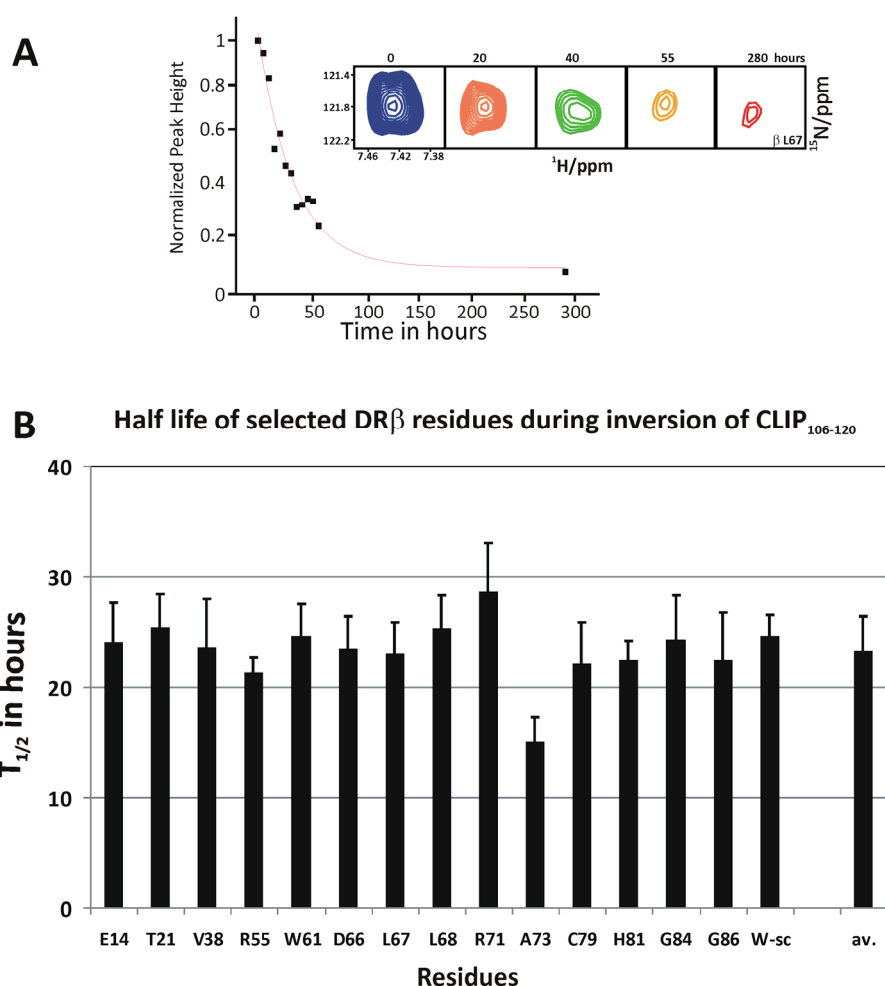 A
Normalized Peak Height
1
0.8
0.6
0.4
0.2
0
0 50 100 150 200 250 300
Time in hours
0 20 40 55 280 hours
121.4
121.8
122.2
7.46 7.42 7.38
¹H/ppm
¹⁵N/ppm
β L67
B
Half life of selected DRβ residues during inversion of CLIP₁₀₆₋₁₂₀
T₁/₂ in hours
40
30
20
10
0
E14 T21 V38 R55 W61 D66 L67 L68 R71 A73 C79 H81 G84 G86 W-sc av.
Residues